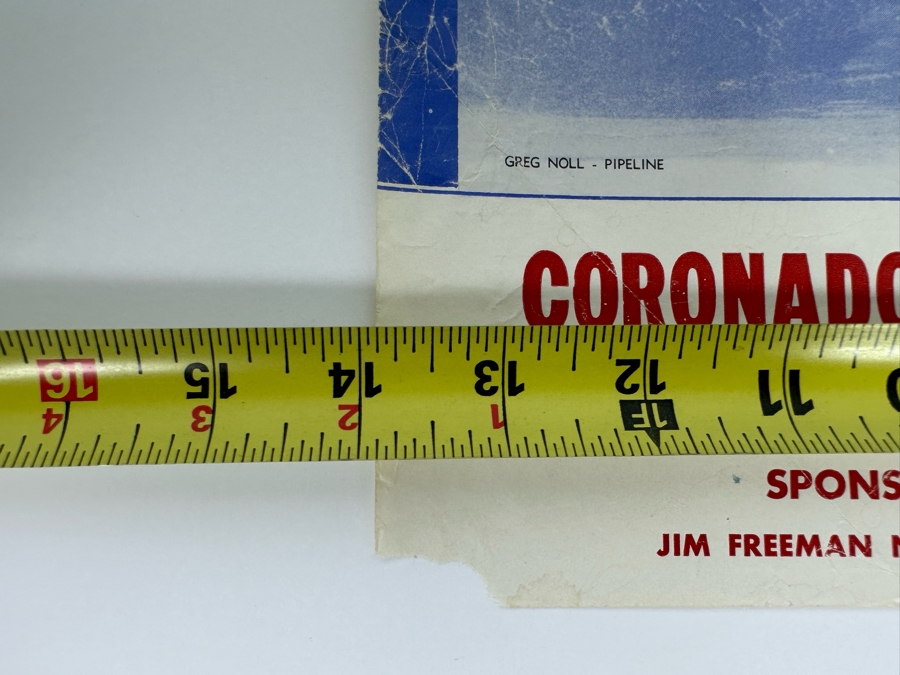 GREG NOLL - PIPELINE
CORONADO
16 15 14 13 12 11
4 3 2 1 1F
SPONS
JIM FREEMAN